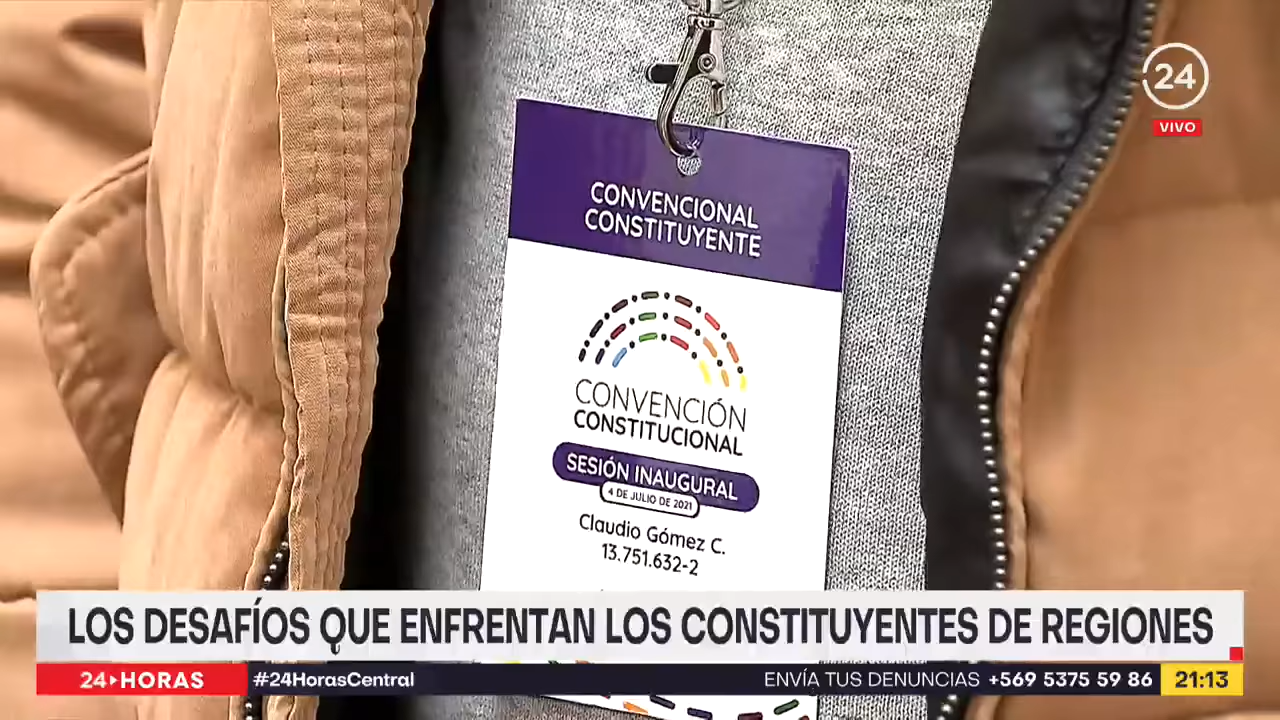 24
VIVO
CONVENCIONAL
CONSTITUYENTE
CONVENCIÓN
CONSTITUCIONAL
SESIÓN INAUGURAL
4 DE JULIO DE 2021
Claudio Gómez C.
13.751.632-2
LOS DESAFÍOS QUE ENFRENTAN LOS CONSTITUYENTES DE REGIONES
24 HORAS #24HorasCentral ENVÍA TUS DENUNCIAS +569 5375 59 86 21:13